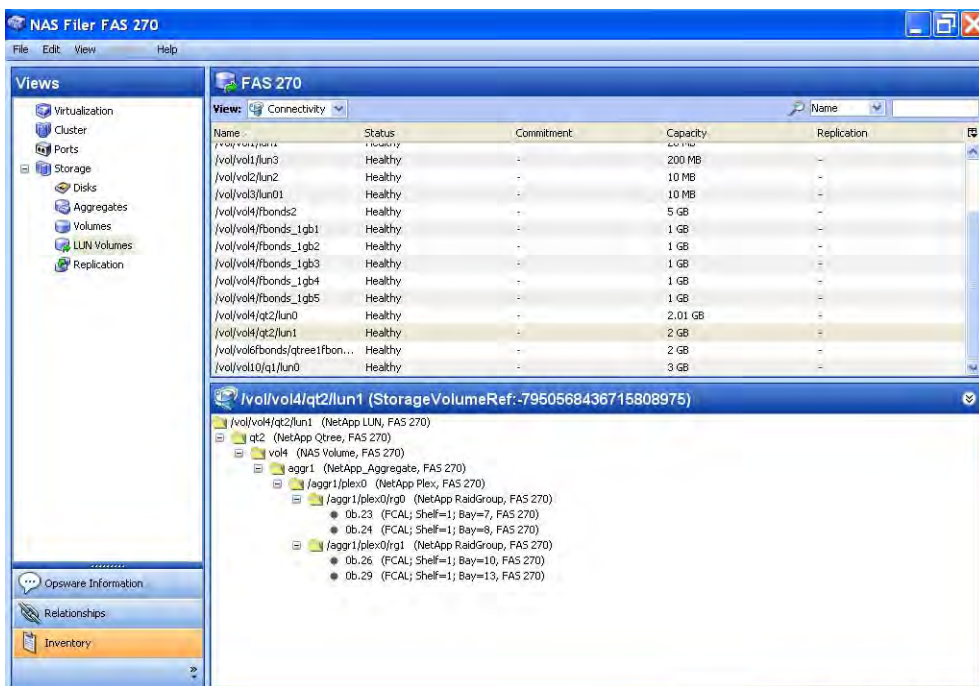 NAS Filer FAS 270
File Edit View Help
Views
Virtualization
Cluster
Ports
Storage
Disks
Aggregates
Volumes
LUN Volumes
Replication
Opsware Information
Relationships
Inventory
FAS 270
View: Connectivity Name
Name Status Commitment Capacity Replication
/vol/vol1/lun3 Healthy - 200 MB -
/vol/vol2/lun2 Healthy - 10 MB -
/vol/vol3/lun01 Healthy - 10 MB -
/vol/vol4/fbonds2 Healthy - 5 GB -
/vol/vol4/fbonds_1gb1 Healthy - 1 GB -
/vol/vol4/fbonds_1gb2 Healthy - 1 GB -
/vol/vol4/fbonds_1gb3 Healthy - 1 GB -
/vol/vol4/fbonds_1gb4 Healthy - 1 GB -
/vol/vol4/fbonds_1gb5 Healthy - 1 GB -
/vol/vol4/qt2/lun0 Healthy - 2.01 GB -
/vol/vol4/qt2/lun1 Healthy - 2 GB -
/vol/vol6fbonds/qtree1fbon... Healthy - 2 GB -
/vol/vol10/q1/lun0 Healthy - 3 GB -
/vol/vol4/qt2/lun1 (StorageVolumeRef:-7950568436715808975)
/vol/vol4/qt2/lun1 (NetApp LUN, FAS 270)
qt2 (NetApp Qtree, FAS 270)
vol4 (NAS Volume, FAS 270)
aggr1 (NetApp_Aggregate, FAS 270)
/aggr1/plex0 (NetApp Plex, FAS 270)
/aggr1/plex0/rg0 (NetApp RaidGroup, FAS 270)
0b.23 (FCAL; Shelf=1; Bay=7, FAS 270)
0b.24 (FCAL; Shelf=1; Bay=8, FAS 270)
/aggr1/plex0/rg1 (NetApp RaidGroup, FAS 270)
0b.26 (FCAL; Shelf=1; Bay=10, FAS 270)
0b.29 (FCAL; Shelf=1; Bay=13, FAS 270)